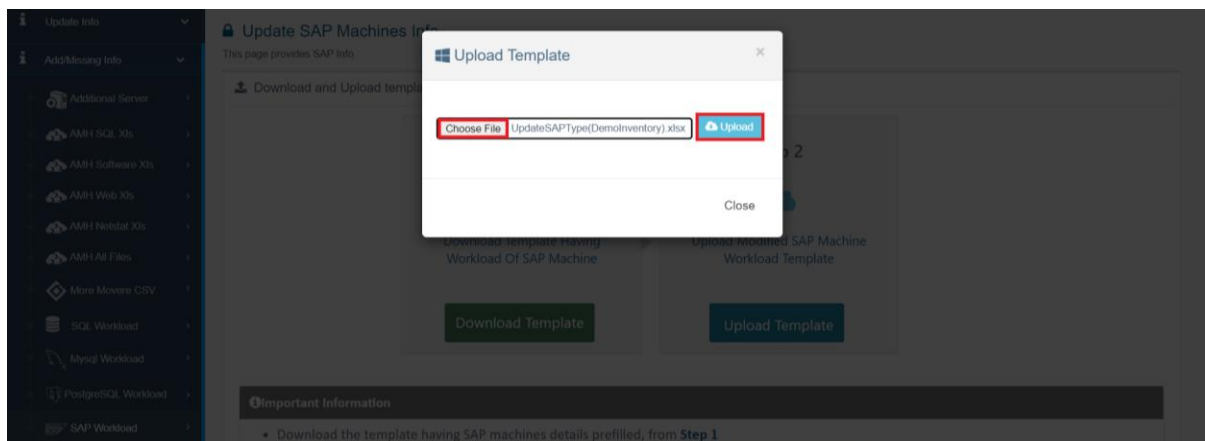 Update Info
Add/Missing Info
Additional Server
AMH SQL Xls
AMH Software Xls
AMH Web Xls
AMH Netstat Xls
AMH All Files
More Movere CSV
SQL Workload
Mysql Workload
PostgreSQL Workload
SAP Workload
Update SAP Machines Info
This page provides SAP Info
Download and Upload templa
Upload Template
×
Choose File UpdateSAPType(DemoInventory).xlsx Upload
Close
2
Download Template Having
Workload Of SAP Machine
Download Template
Upload Modified SAP Machine
Workload Template
Upload Template
Important Information
• Download the template having SAP machines details prefilled, from Step 1